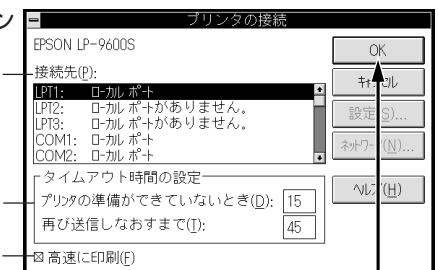 ン
プリンタの接続
EPSON LP-9600S
OK
接続先(P):
キャンセル
LPT1: ローカル ポート
LPT2: ローカル ポートがありません。
LPT3: ローカル ポートがありません。
COM1: ローカル ポート
COM2: ローカル ポート
設定(S)...
ネットワーク(N)...
タイムアウト時間の設定
ヘルプ(H)
プリンタの準備ができていないとき(D): 15
再び送信しなおすまで(T): 45
高速に印刷(F)